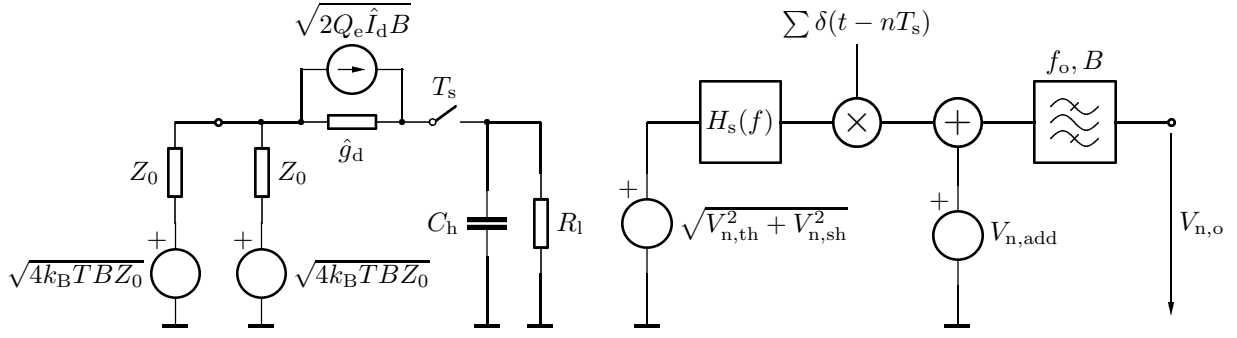 √2Q_e Î_d B
T_s
ĝ_d
Z_0
Z_0
+
+
√4k_B TBZ_0
√4k_B TBZ_0
C_h
R_l
∑ δ(t − nT_s)
H_s(f)
×
+
f_o, B
+
√V²_n,th + V²_n,sh
+
V_n,add
V_n,o